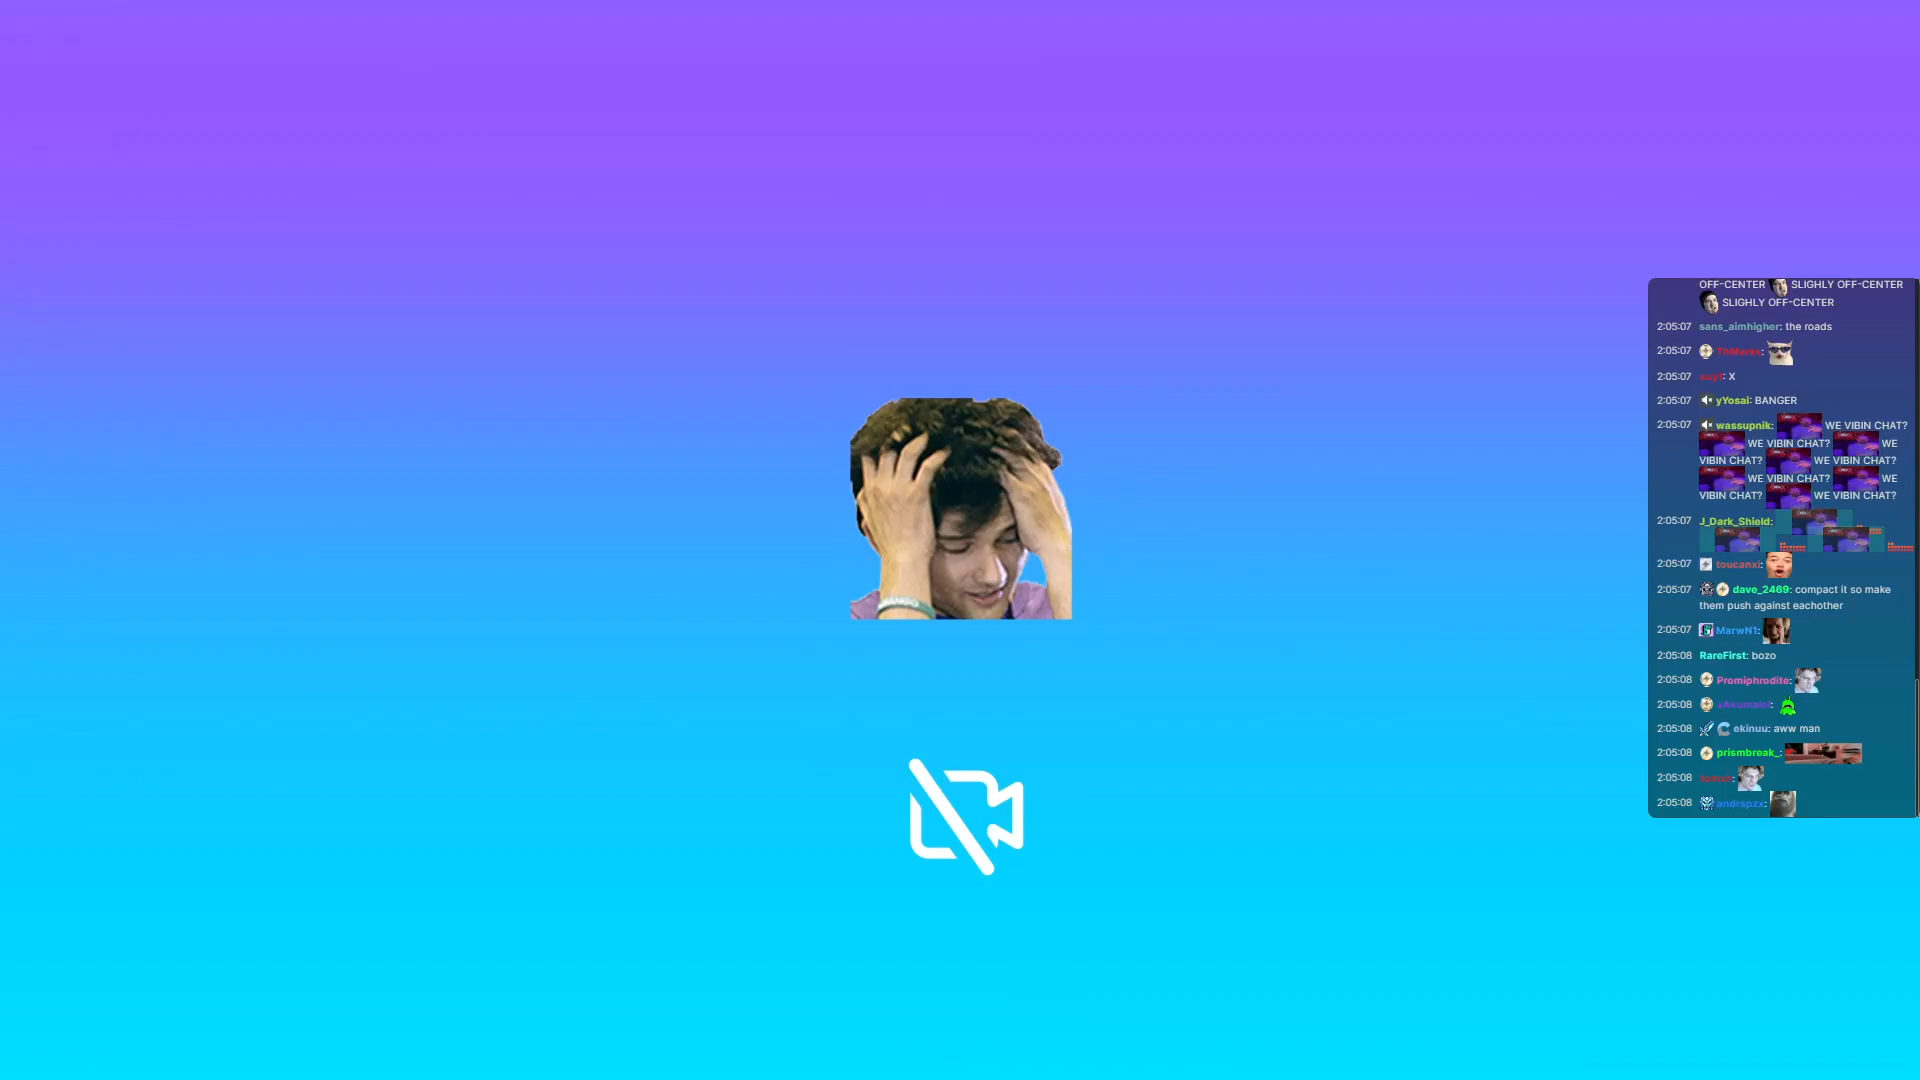 OFF-CENTER SLIGHLY OFF-CENTER
SLIGHLY OFF-CENTER
2:05:07 sans_aimhigher: the roads
2:05:07 ThMarks:
2:05:07 : X
2:05:07 yYosai: BANGER
2:05:07 wassupnik: WE VIBIN CHAT?
WE VIBIN CHAT? WE
VIBIN CHAT? WE VIBIN CHAT?
WE VIBIN CHAT? WE
VIBIN CHAT? WE VIBIN CHAT?
2:05:07 J_Dark_Shield:
2:05:07 toucanxi:
2:05:07 dave_2469: compact it so make
them push against eachother
2:05:07 MarwN1:
2:05:08 RareFirst: bozo
2:05:08 Promiphrodite:
2:05:08
2:05:08 ekinuu: aww man
2:05:08 prismbreak_:
2:05:08
2:05:08 andrspzx: